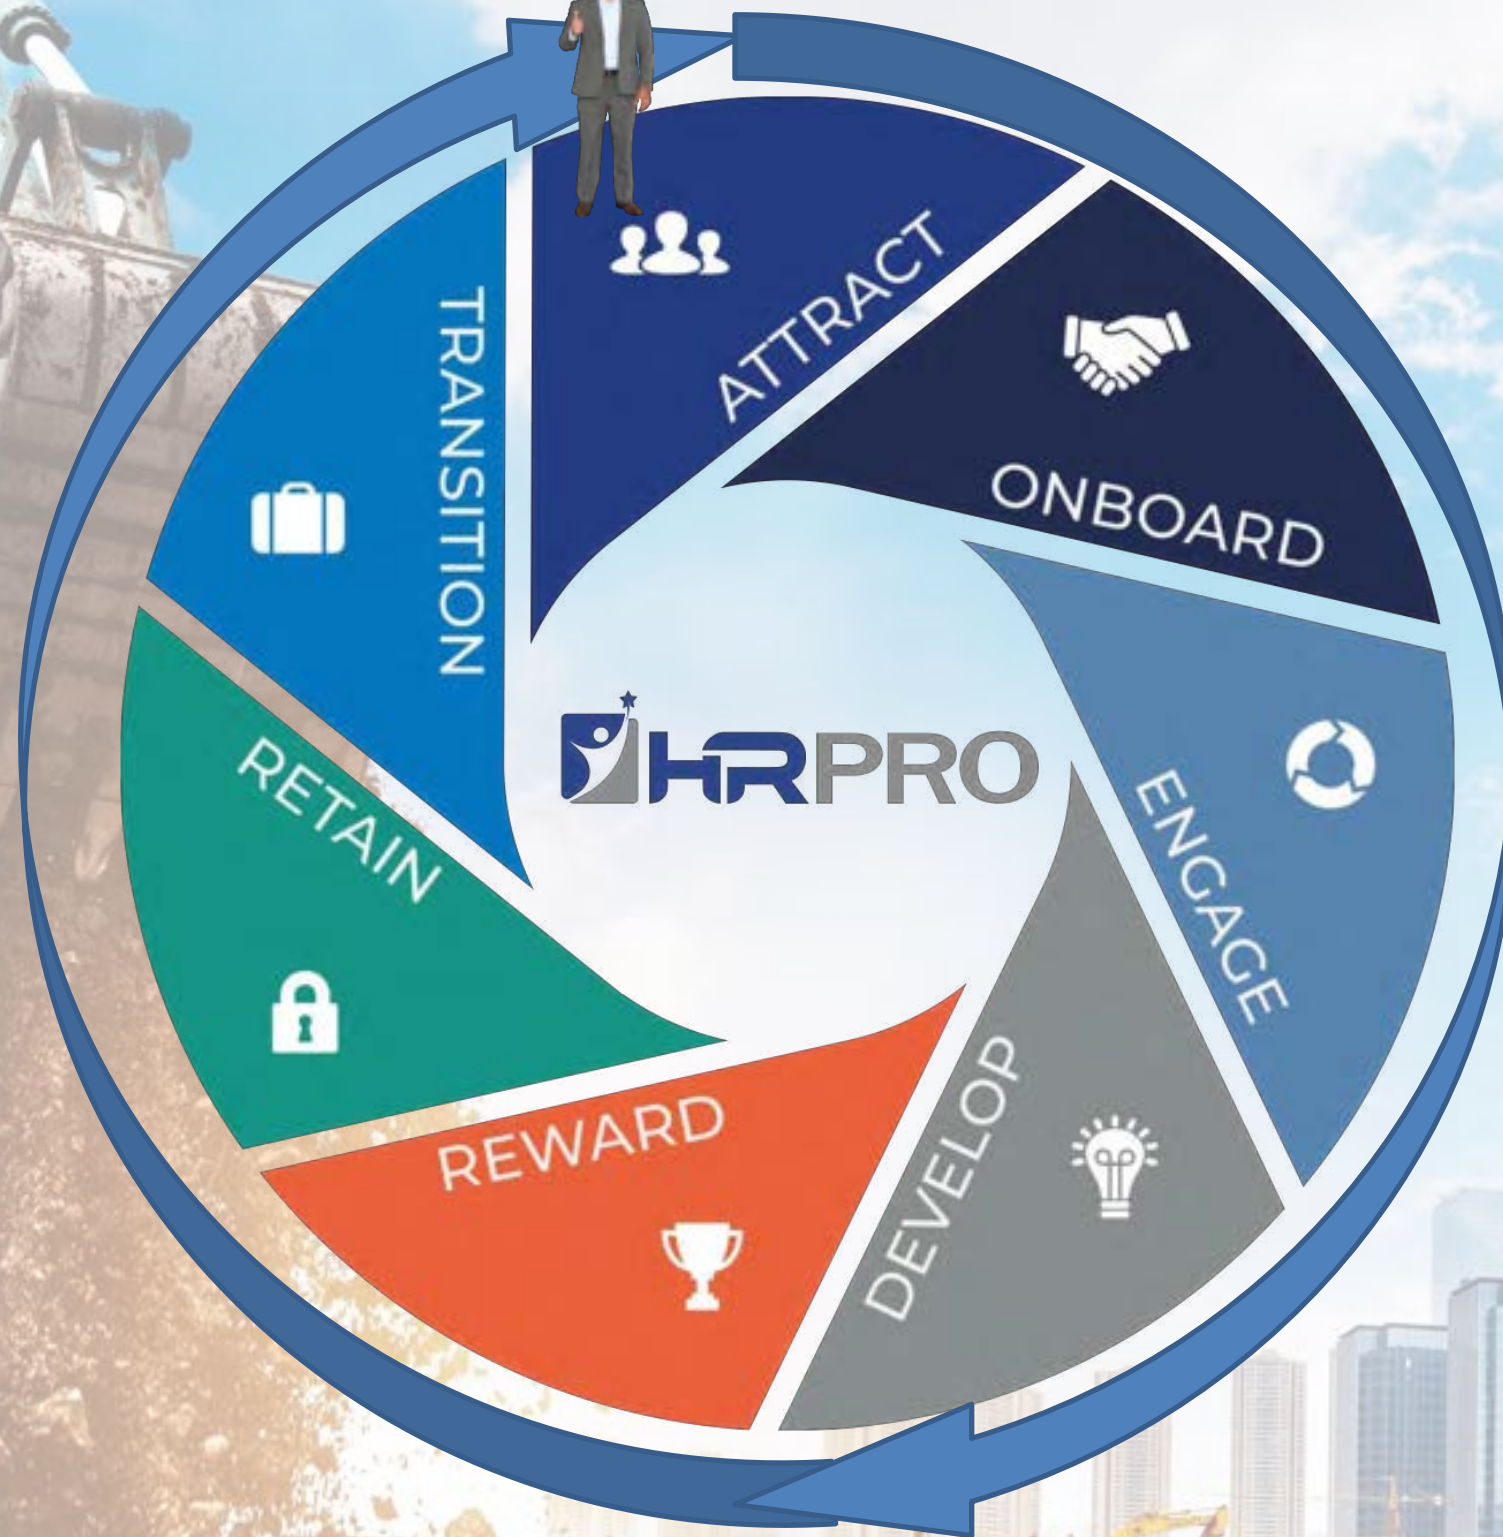 ATTRACT
ONBOARD
ENGAGE
DEVELOP
REWARD
RETAIN
TRANSITION
HRPRO